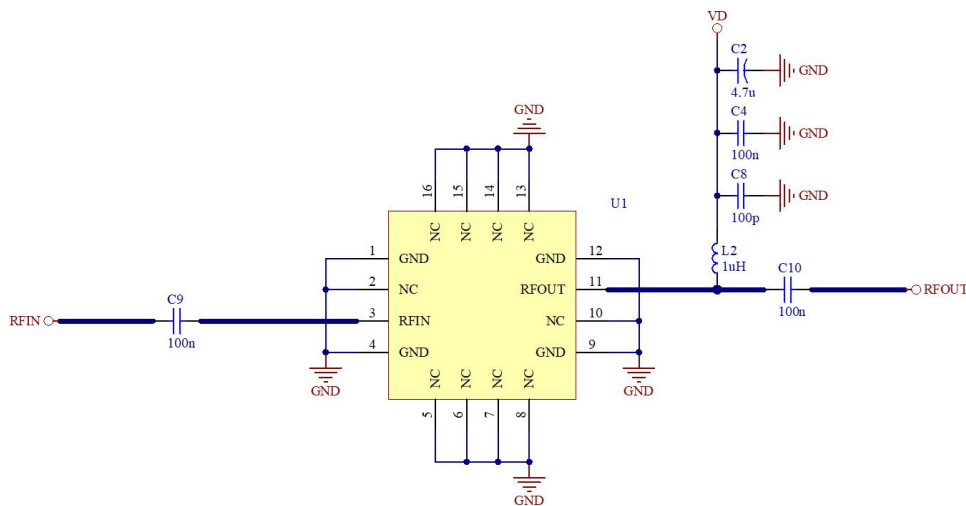 VD
C2
GND
4.7u
GND
C4
GND
100n
16
15
14
13
C8
GND
U1
100p
NC
NC
NC
NC
1
GND
GND
12
L2
1uH
2
NC
RFOUT
11
C10
RFOUT
C9
RFIN
3
RFIN
NC
10
100n
100n
4
GND
GND
9
GND
GND
NC
NC
NC
NC
5
6
7
8
GND